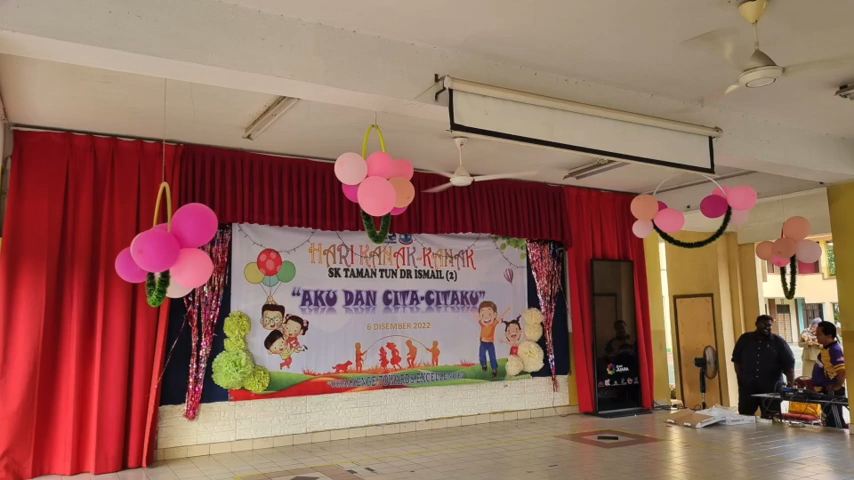 HARI KANAK-KANAK
SK TAMAN TUN DR ISMAIL (2)
"AKU DAN CITA-CITAKU"
6 DISEMBER 2022